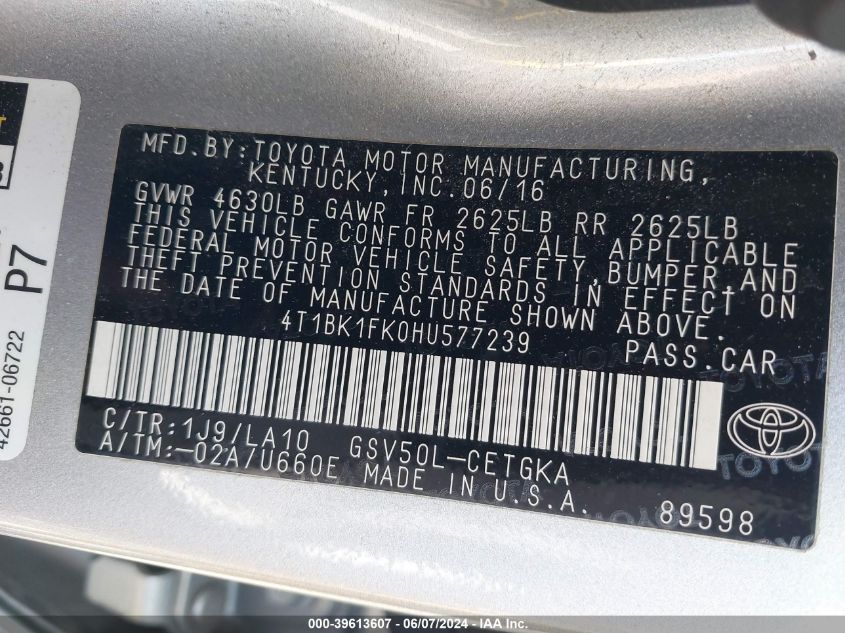 MFD.BY:TOYOTA MOTOR MANUFACTURING,
KENTUCKY, INC.06/16
GVWR 4630LB GAWR FR 2625LB RR 2625LB
THIS VEHICLE CONFORMS TO ALL APPLICABLE
FEDERAL MOTOR VEHICLE SAFETY,BUMPER,AND
THEFT PREVENTION STANDARDS IN EFFECT ON
THE DATE OF MANUFACTURE SHOWN ABOVE.
4T1BK1FK0HU577239 PASS.CAR
C/TR:1J9/LA10 GSV50L-CETGKA
A/TM:-02A/U660E MADE IN U.S.A. 89598
TOYOTA
P7
42661-06722
000-39613607 - 06/07/2024 - IAAI.COM